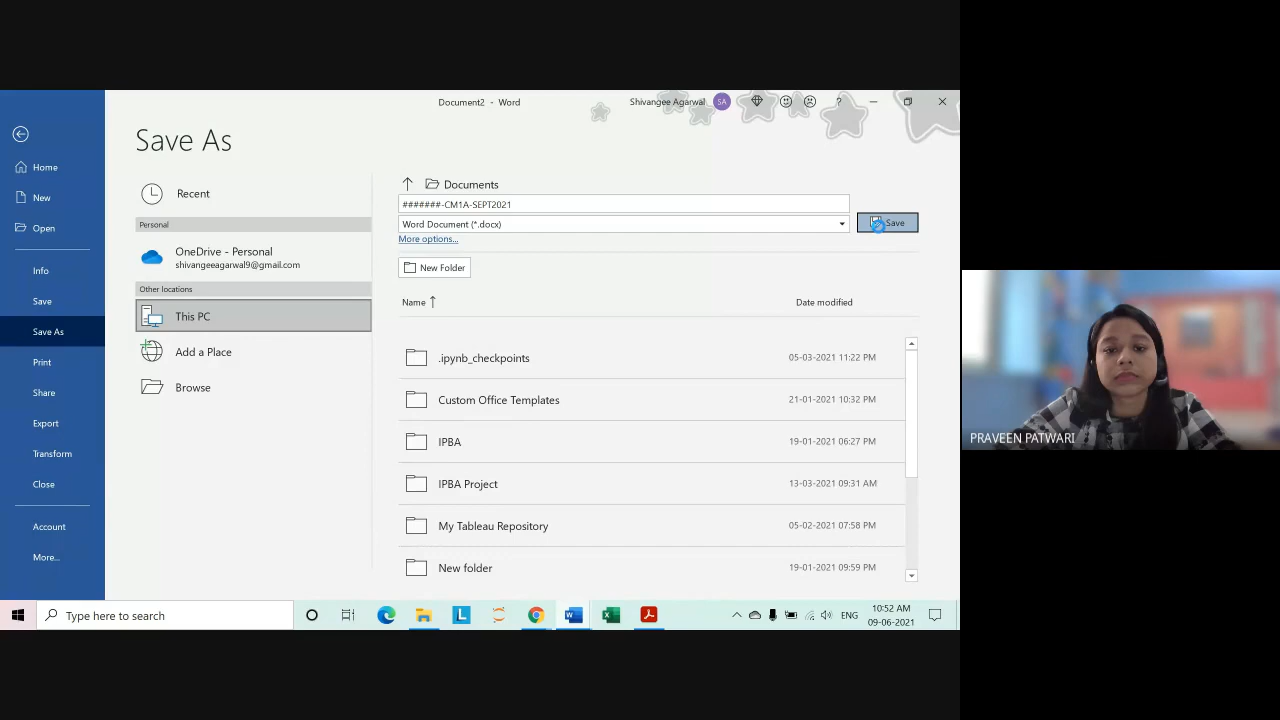 Document2 - Word
Shivangee Agarwal SA
?
Save As
Home
New
Open
Info
Save
Save As
Print
Share
Export
Transform
Close
Account
More...
Recent
Personal
OneDrive - Personal
shivangeeagarwal9@gmail.com
Other locations
This PC
Add a Place
Browse
Documents
#######-CM1A-SEPT2021
Word Document (*.docx)
Save
More options...
New Folder
Name Date modified
.ipynb_checkpoints 05-03-2021 11:22 PM
Custom Office Templates 21-01-2021 10:32 PM
IPBA 19-01-2021 06:27 PM
IPBA Project 13-03-2021 09:31 AM
My Tableau Repository 05-02-2021 07:58 PM
New folder 19-01-2021 09:59 PM
Type here to search
L
W
X
ENG
10:52 AM
09-06-2021
PRAVEEN PATWARI